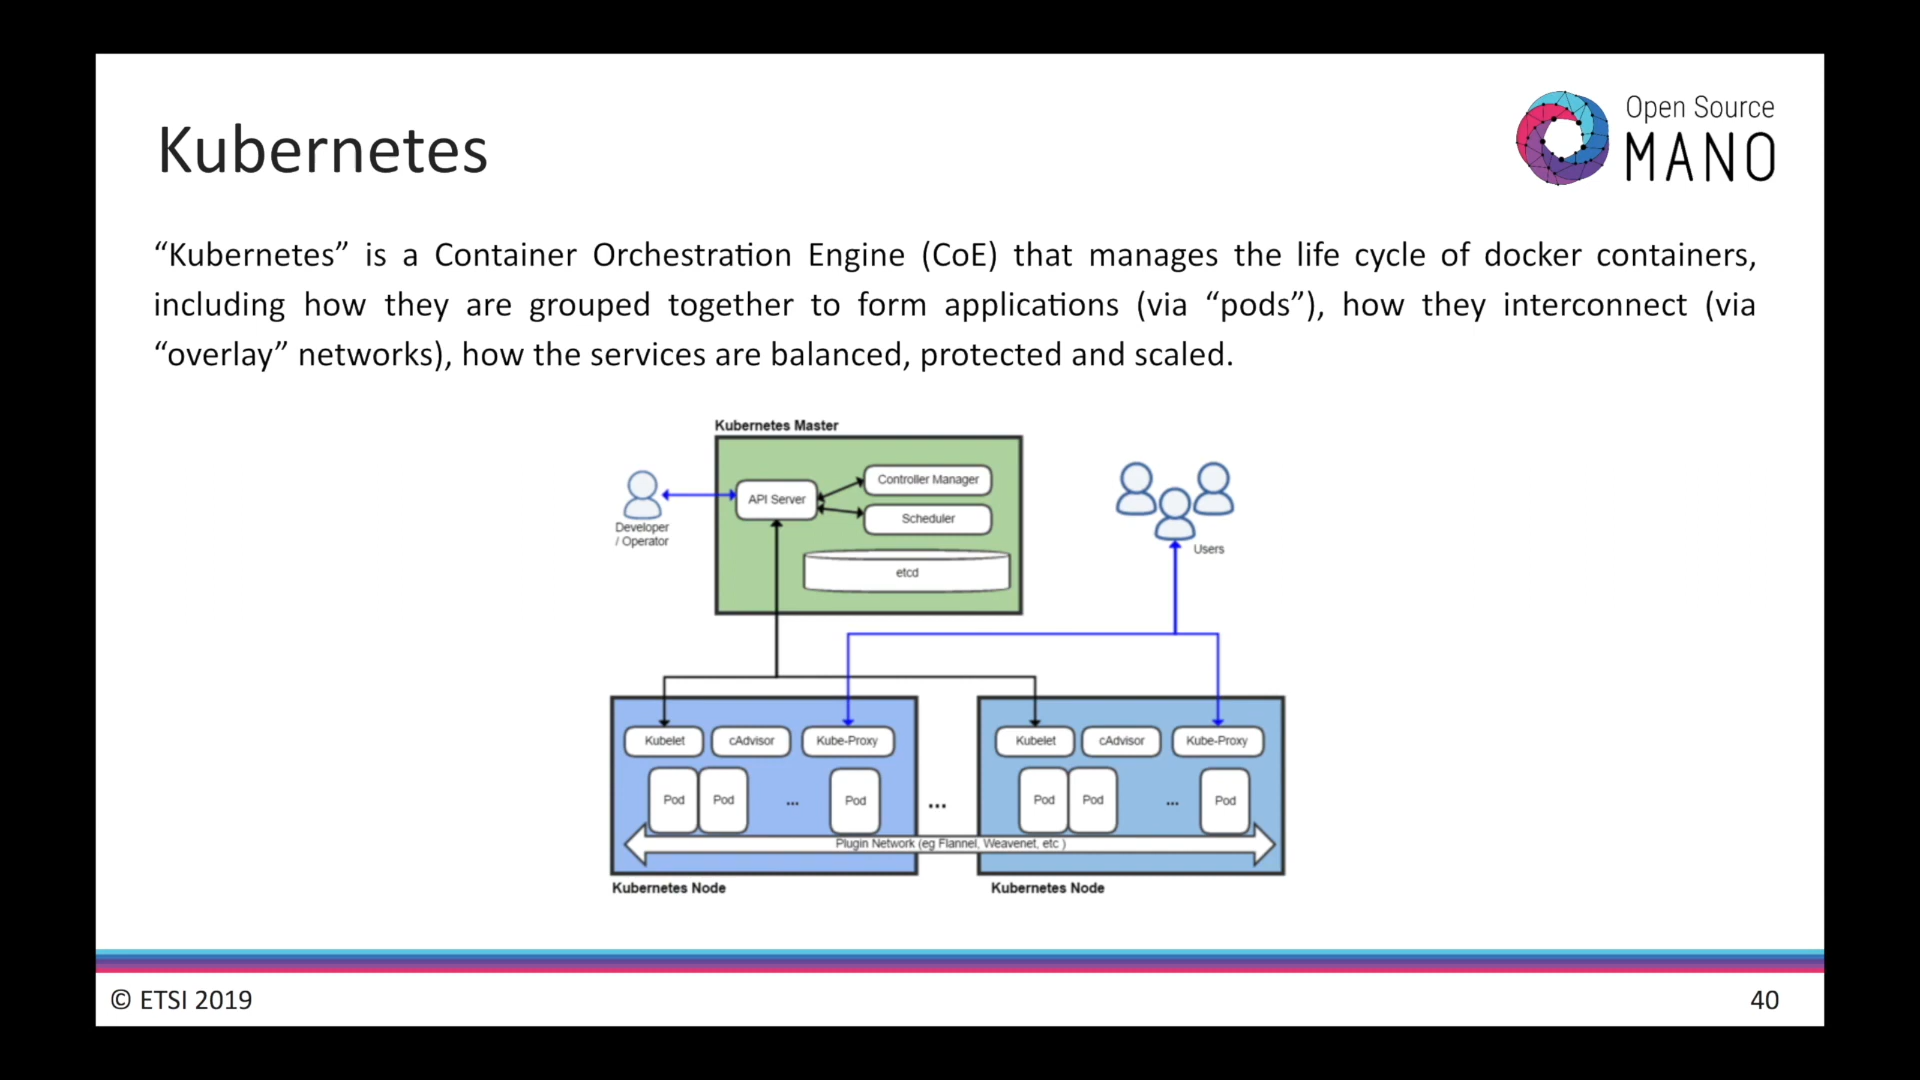 Kubernetes
Open Source
MANO
“Kubernetes” is a Container Orchestration Engine (CoE) that manages the life cycle of docker containers,
including how they are grouped together to form applications (via “pods”), how they interconnect (via
“overlay” networks), how the services are balanced, protected and scaled.
Kubernetes Master
Developer
/ Operator
API Server
Controller Manager
Scheduler
etcd
Users
Kubelet
cAdvisor
Kube-Proxy
Pod
Pod
...
Pod
...
Kubelet
cAdvisor
Kube-Proxy
Pod
Pod
...
Pod
Plugin Network (eg Flannel, Weavenet, etc )
Kubernetes Node
Kubernetes Node
© ETSI 2019
40